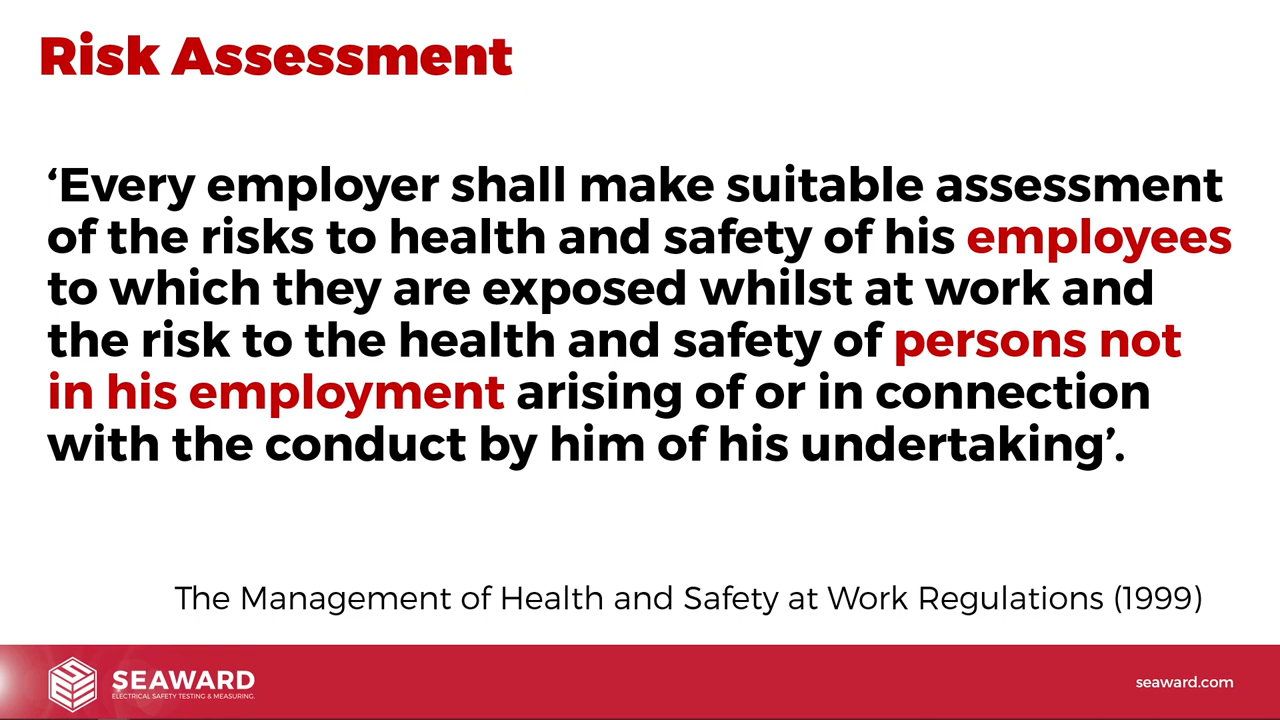 Risk Assessment
‘Every employer shall make suitable assessment
of the risks to health and safety of his employees
to which they are exposed whilst at work and
the risk to the health and safety of persons not
in his employment arising of or in connection
with the conduct by him of his undertaking’.
The Management of Health and Safety at Work Regulations (1999)
SEAWARD
ELECTRICAL SAFETY TESTING & MEASURING.
seaward.com